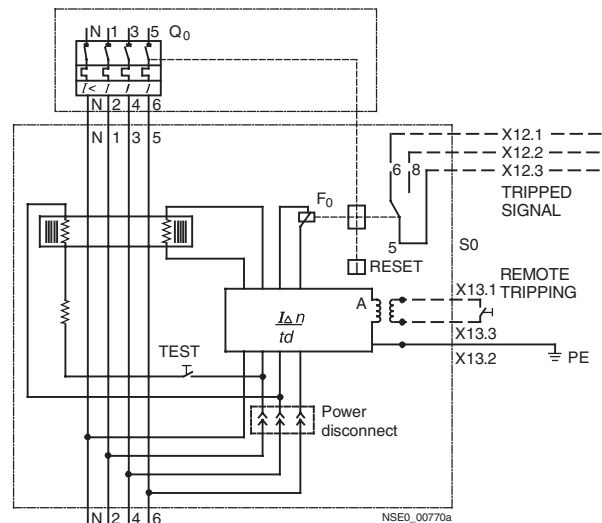 N 1 3 5 Q0
I< I I I
N 2 4 6
N 1 3 5
X12.1
6 8 X12.2
X12.3
F0
TRIPPED
SIGNAL
5 S0
RESET
REMOTE
TRIPPING
X13.1
A
IΔ n
td
X13.3
X13.2 PE
TEST
Power
disconnect
N 2 4 6
NSE0_00770a